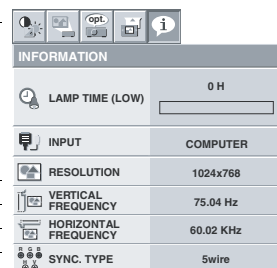 opt.
i
INFORMATION
LAMP TIME (LOW)
0 H
INPUT
COMPUTER
RESOLUTION
1024x768
VERTICAL
FREQUENCY
75.04 Hz
HORIZONTAL
FREQUENCY
60.02 KHz
R G B
H V
SYNC. TYPE
5wire